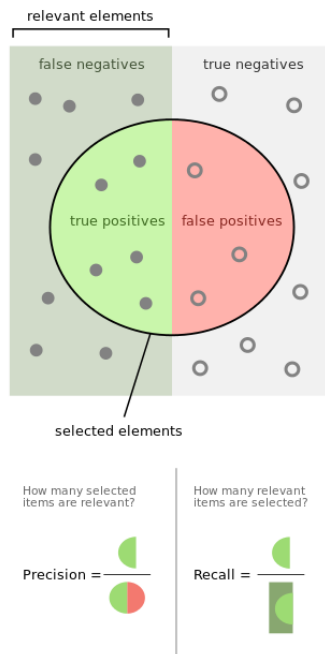 relevant elements
false negatives
true negatives
true positives
false positives
selected elements
How many selected
items are relevant?
How many relevant
items are selected?
Precision =
Recall =